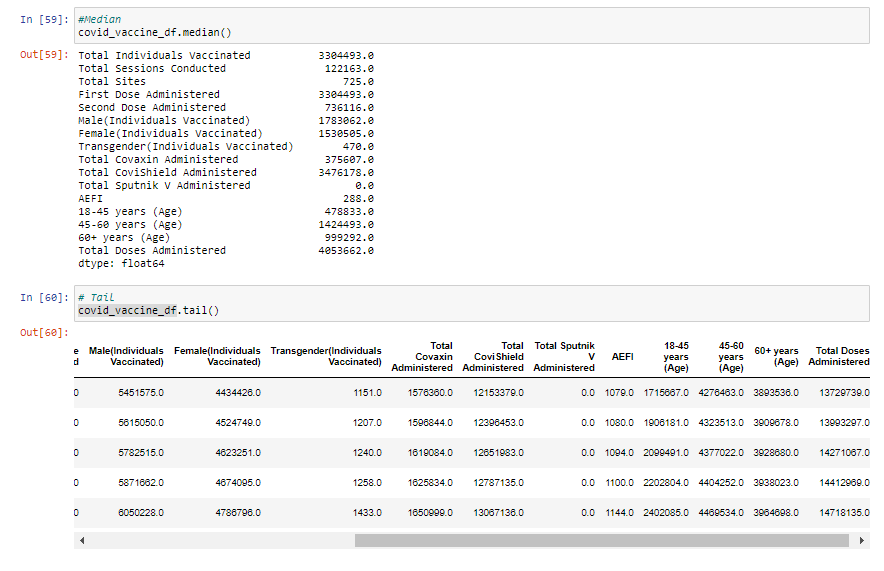 In [59]: #Median
covid_vaccine_df.median()
Out[59]: Total Individuals Vaccinated 3304493.0
Total Sessions Conducted 122163.0
Total Sites 725.0
First Dose Administered 3304493.0
Second Dose Administered 736116.0
Male(Individuals Vaccinated) 1783062.0
Female(Individuals Vaccinated) 1530505.0
Transgender(Individuals Vaccinated) 470.0
Total Covaxin Administered 375607.0
Total CoviShield Administered 3476178.0
Total Sputnik V Administered 0.0
AEFI 288.0
18-45 years (Age) 478833.0
45-60 years (Age) 1424493.0
60+ years (Age) 999292.0
Total Doses Administered 4053662.0
dtype: float64
In [60]: # Tail
covid_vaccine_df.tail()
Out[60]:
Total Total Total Sputnik 18-45 45-60
e Male(Individuals Female(Individuals Transgender(Individuals Covaxin CoviShield V AEFI years years 60+ years Total Doses
d Vaccinated) Vaccinated) Vaccinated) Administered Administered Administered (Age) (Age) (Age) Administered
0 5451575.0 4434426.0 1151.0 1576360.0 12153379.0 0.0 1079.0 1715667.0 4276463.0 3893536.0 13729739.0
0 5615050.0 4524749.0 1207.0 1596844.0 12396453.0 0.0 1080.0 1906181.0 4323513.0 3909678.0 13993297.0
0 5782515.0 4623251.0 1240.0 1619084.0 12651983.0 0.0 1094.0 2099491.0 4377022.0 3928680.0 14271067.0
0 5871662.0 4674095.0 1258.0 1625834.0 12787135.0 0.0 1100.0 2202804.0 4404252.0 3938023.0 14412969.0
0 6050228.0 4786796.0 1433.0 1650999.0 13067136.0 0.0 1144.0 2402085.0 4469534.0 3964698.0 14718135.0